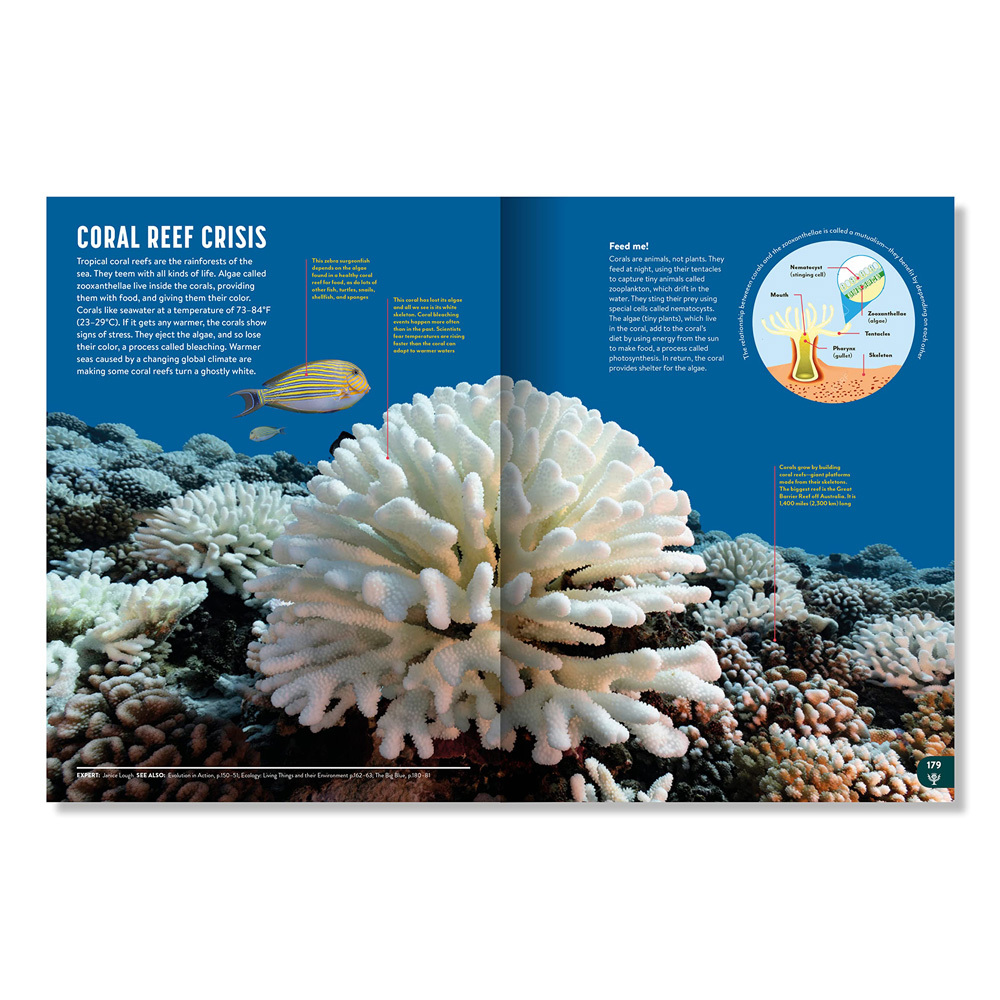 CORAL REEF CRISIS
Tropical coral reefs are the rainforests of the
sea. They teem with all kinds of life. Algae called
zooxanthellae live inside the corals, providing
them with food, and giving them their color.
Corals like seawater at a temperature of 73–84°F
(23–29°C). If it gets any warmer, the corals show
signs of stress. They eject the algae, and so lose
their color, a process called bleaching. Warmer
seas caused by a changing global climate are
making some coral reefs turn a ghostly white.
This zebra surgeonfish
depends on the algae
found in a healthy coral
reef for food, as do lots of
other fish, turtles, snails,
shellfish, and sponges
This coral has lost its algae
and all we see is its white
skeleton. Coral bleaching
events happen more often
than in the past. Scientists
fear temperatures are rising
faster than the coral can
adapt to warmer waters
Feed me!
Corals are animals, not plants. They
feed at night, using their tentacles
to capture tiny animals called
zooplankton, which drift in the
water. They sting their prey using
special cells called nematocysts.
The algae (tiny plants), which live
in the coral, add to the coral's
diet by using energy from the sun
to make food, a process called
photosynthesis. In return, the coral
provides shelter for the algae.
The relationship between corals and the zooxanthellae is called a mutualism—they benefit by depending on each other
Nematocyst
(stinging cell)
Mouth
Zooxanthellae
(algae)
Tentacles
Pharynx
(gullet)
Skeleton
Corals grow by building
coral reefs—giant platforms
made from their skeletons.
The biggest reef is the Great
Barrier Reef off Australia. It is
1,400 miles (2,300 km) long
EXPERT: Janice Lough SEE ALSO: Evolution in Action, p.150–51; Ecology: Living Things and their Environment p.162–63; The Big Blue, p.180–81
179